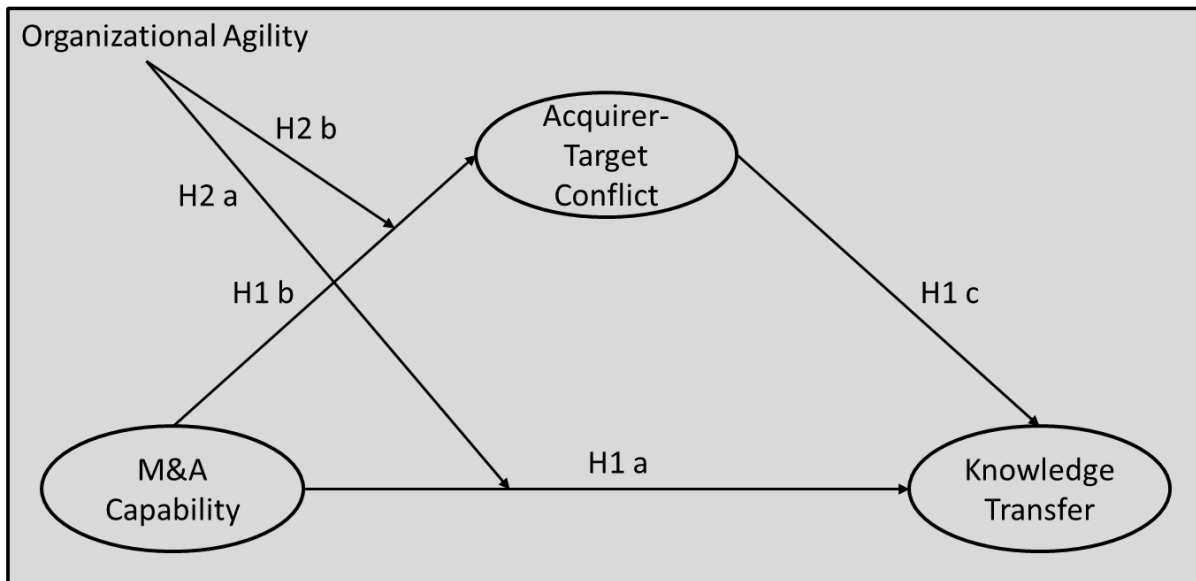 Organizational Agility
H2 b
Acquirer-
Target
Conflict
H2 a
H1 b
H1 c
M&A
Capability
H1 a
Knowledge
Transfer